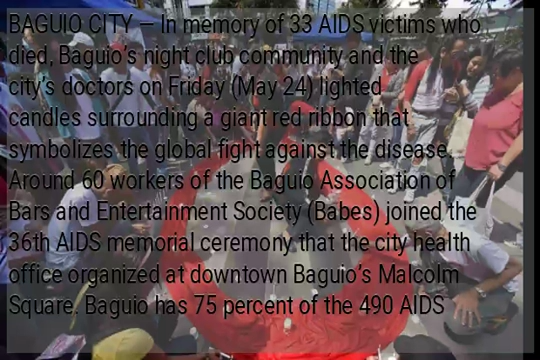 BAGUIO CITY — In memory of 33 AIDS victims who
died, Baguio's night club community and the
city's doctors on Friday (May 24) lighted
candles surrounding a giant red ribbon that
symbolizes the global fight against the disease.
Around 60 workers of the Baguio Association of
Bars and Entertainment Society (Babes) joined the
36th AIDS memorial ceremony that the city health
office organized at downtown Baguio's Malcolm
Square. Baguio has 75 percent of the 490 AIDS